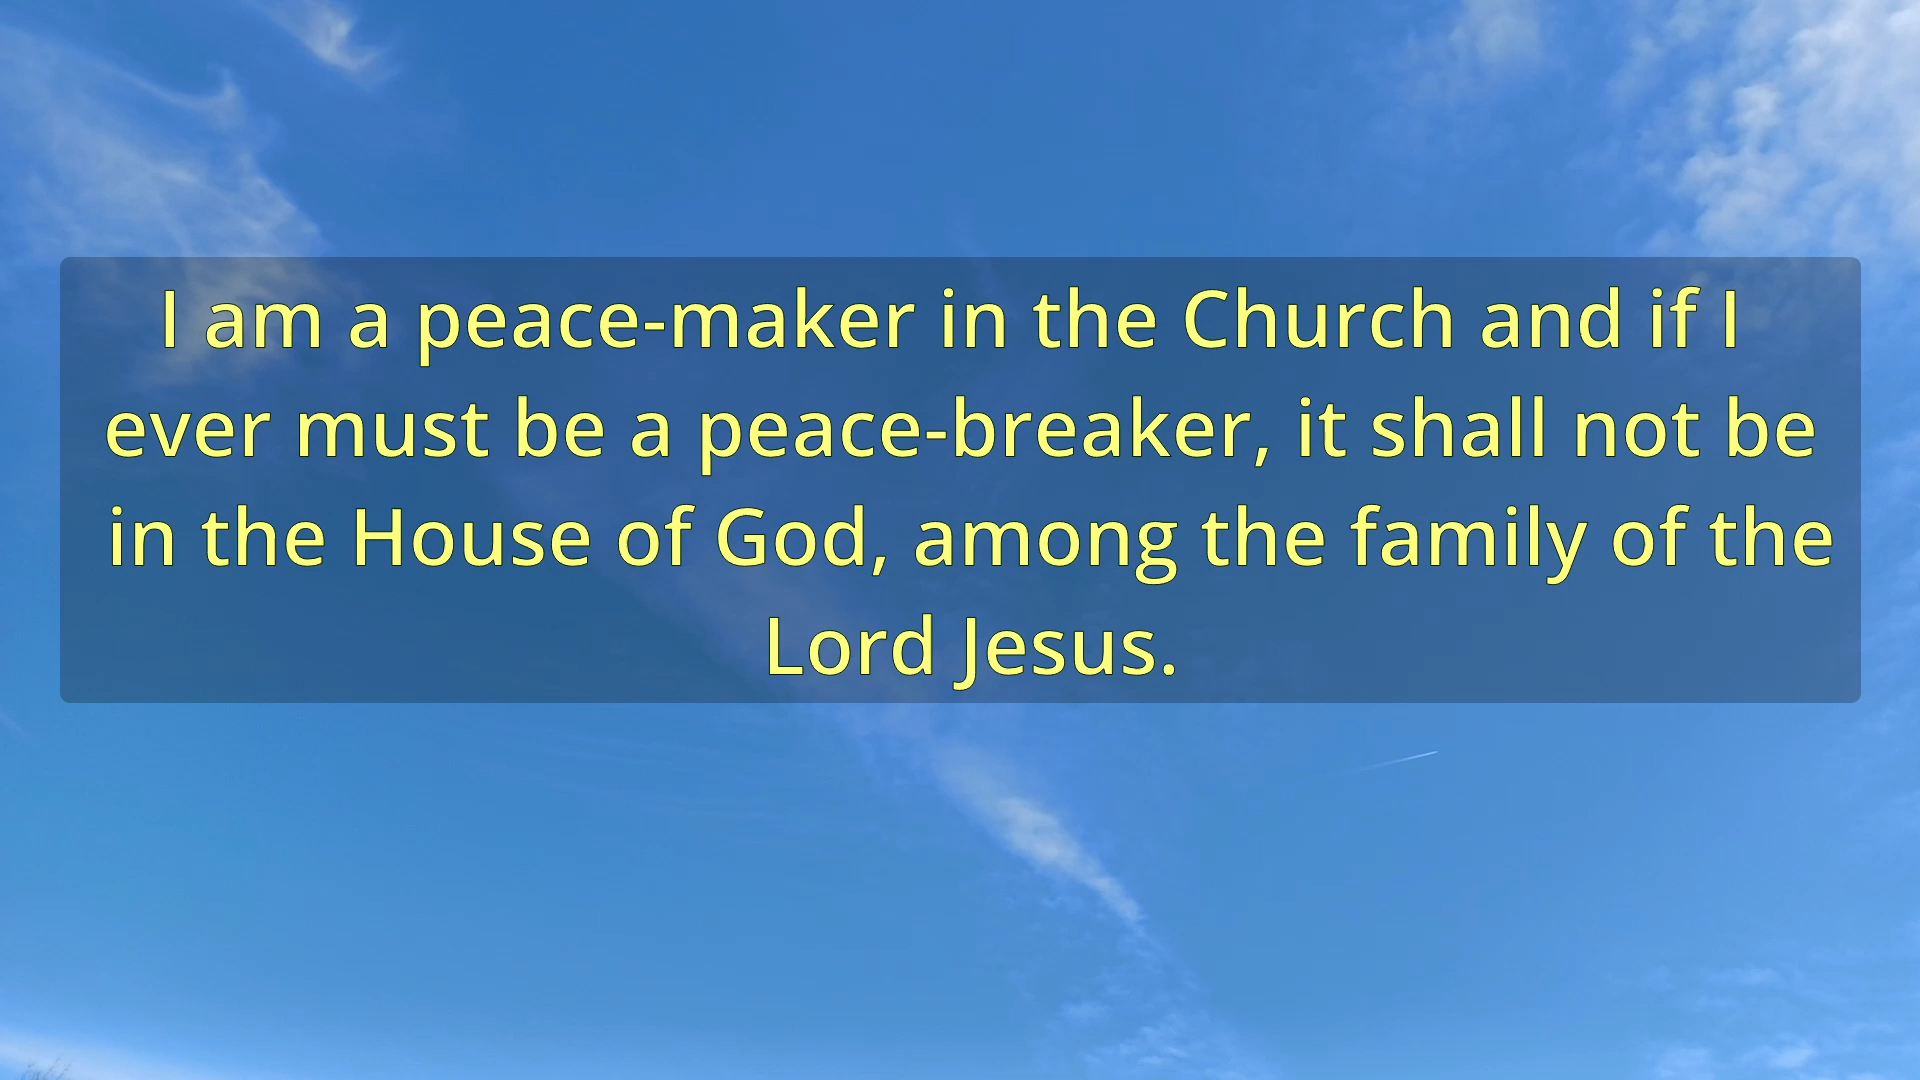 I am a peace-maker in the Church and if I
ever must be a peace-breaker, it shall not be
in the House of God, among the family of the
Lord Jesus.